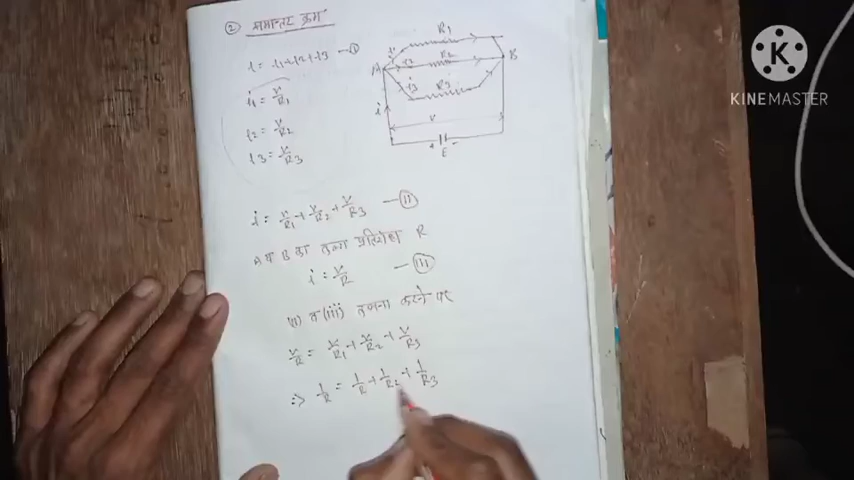 ② समान्तर क्रम
i = i1+i2+i3 —①
i1 = V/R1
i2 = V/R2
i3 = V/R3
R1
i1
A i2 R2 B
i3 R3
i
V
+ -
E
i = V/R1 + V/R2 + V/R3 —(II)
A व B का तुल्य प्रतिरोध R
i = V/R —(III)
(ii) व (iii) तुलना करने पर
V/R = V/R1 + V/R2 + V/R3
⇒ 1/R = 1/R + 1/R2 + 1/R3
K
KINEMASTER